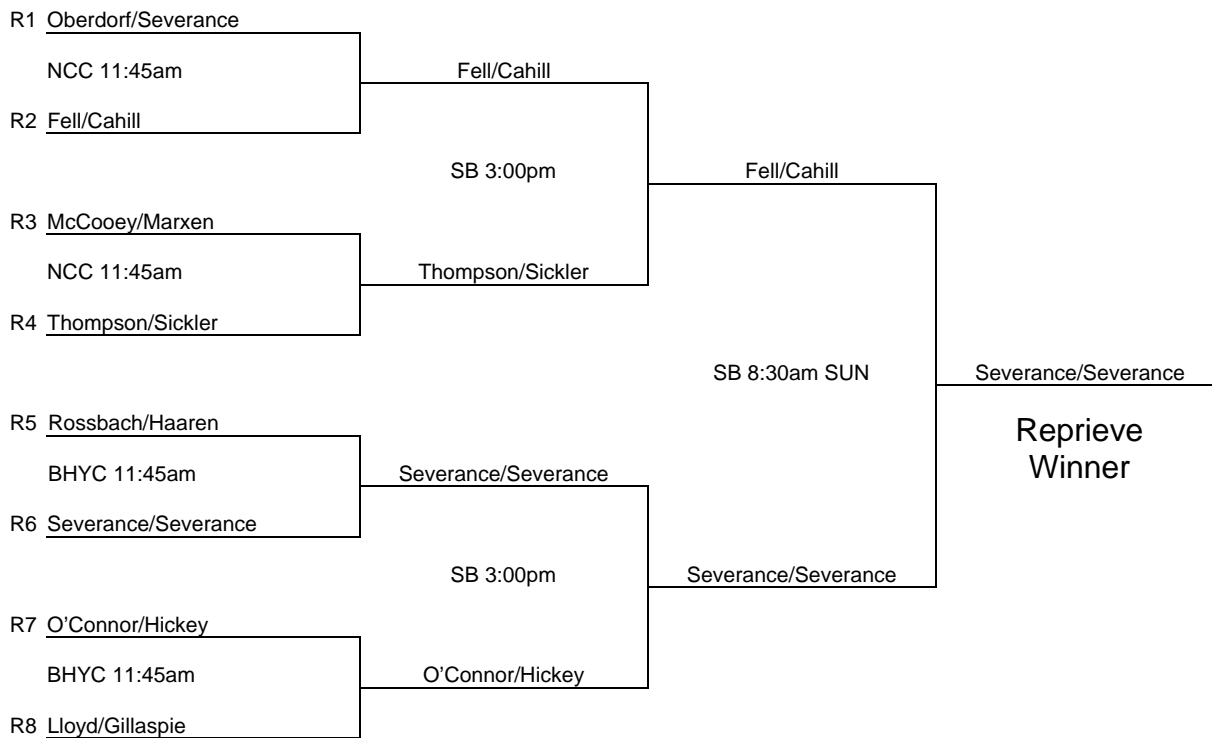 R1 Oberdorf/Severance
NCC 11:45am
Fell/Cahill
R2 Fell/Cahill
SB 3:00pm
Fell/Cahill
R3 McCooey/Marxen
NCC 11:45am
Thompson/Sickler
R4 Thompson/Sickler
SB 8:30am SUN
Severance/Severance
Reprieve
Winner
R5 Rossbach/Haaren
BHYC 11:45am
Severance/Severance
R6 Severance/Severance
SB 3:00pm
Severance/Severance
R7 O’Connor/Hickey
BHYC 11:45am
O’Connor/Hickey
R8 Lloyd/Gillaspie